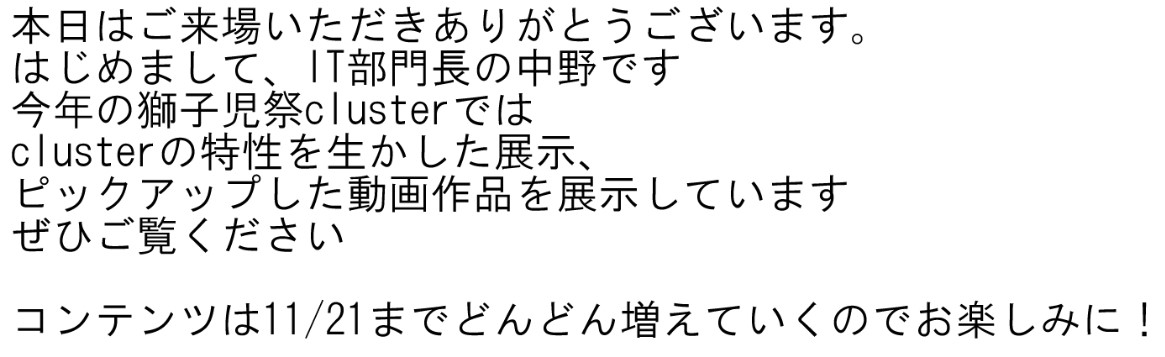 本日はご来場いただきありがとうございます。
はじめまして、IT部門長の中野です
今年の獅子児祭clusterでは
clusterの特性を生かした展示、
ピックアップした動画作品を展示しています
ぜひご覧ください
コンテンツは11/21までどんどん増えていくのでお楽しみに！